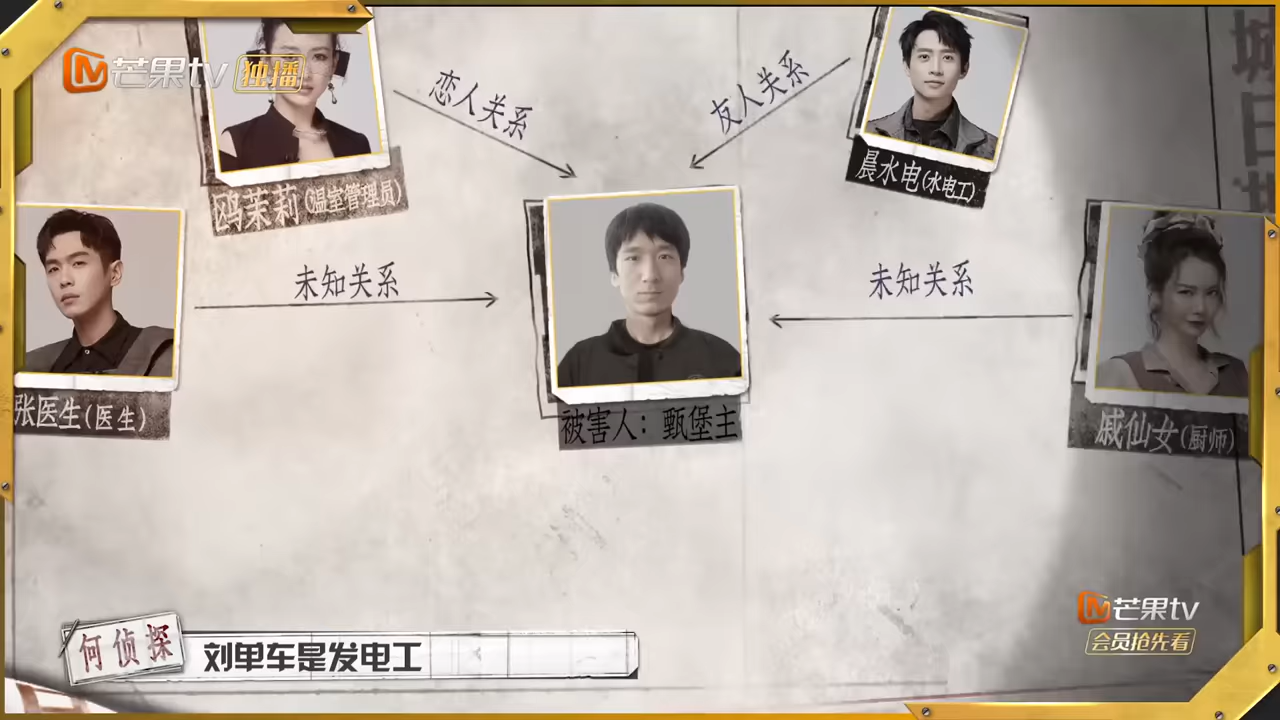 芒果tv 独播
恋人关系
友人关系
晨水电(水电工)
鸥茉莉(温室管理员)
未知关系
未知关系
张医生(医生)
被害人：甄堡主
戚仙女(厨师)
芒果tv
会员抢先看
何侦探
刘单车是发电工